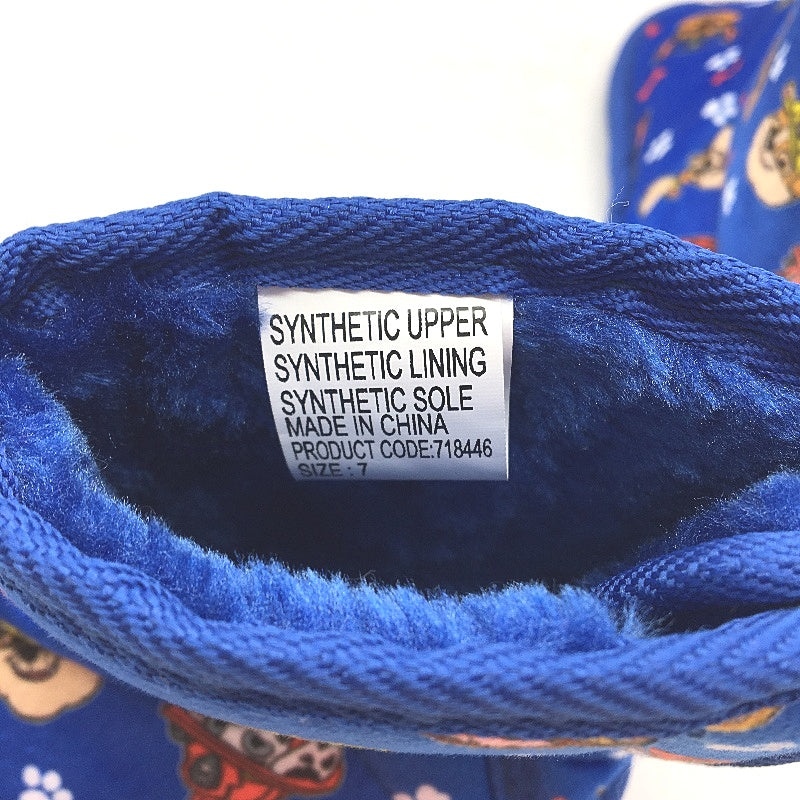 SYNTHETIC UPPER
SYNTHETIC LINING
SYNTHETIC SOLE
MADE IN CHINA
PRODUCT CODE:718446
SIZE : 7